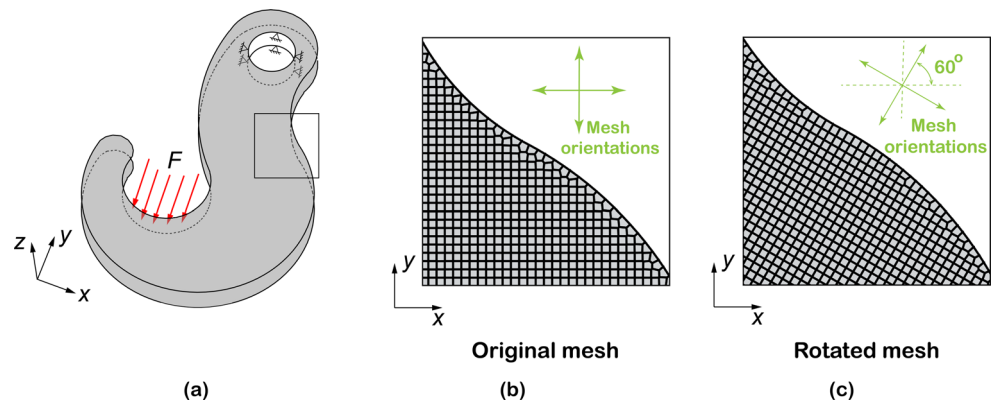 F
z
y
x
(a)
Mesh
orientations
y
x
Original mesh
(b)
60°
Mesh
orientations
y
x
Rotated mesh
(c)